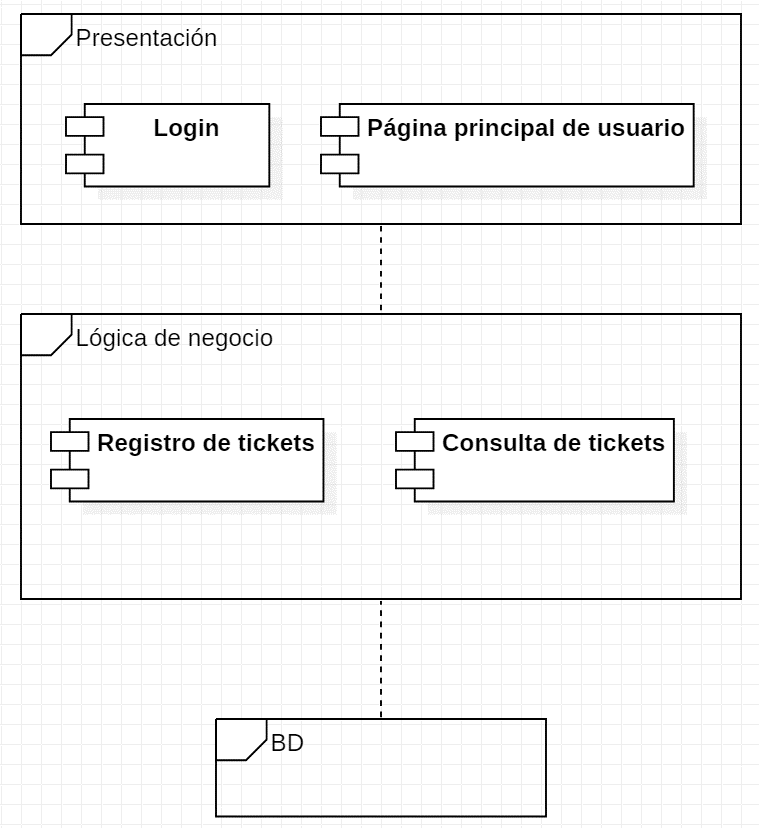 Presentación
Login
Página principal de usuario
Lógica de negocio
Registro de tickets
Consulta de tickets
BD